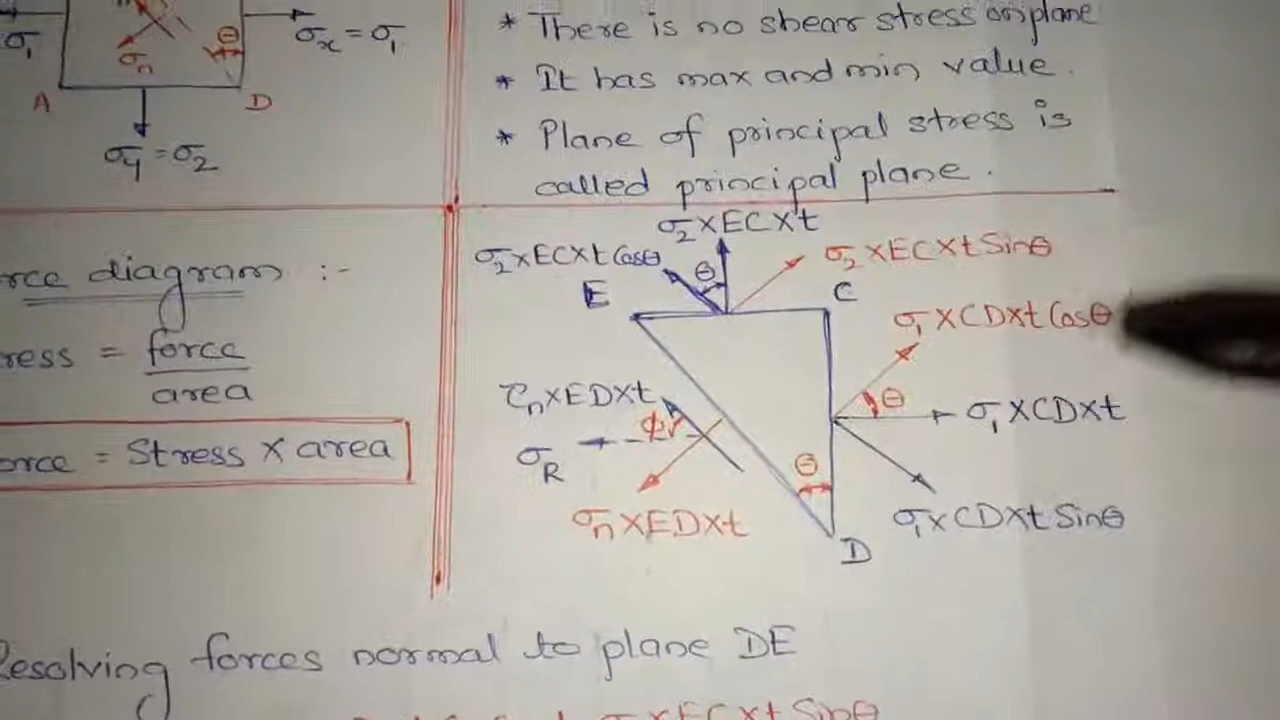 σ1
σn
θ
σx = σ1
A
D
σy = σ2
* There is no shear stress on plane
* It has max and min value.
* Plane of principal stress is
called principal plane.
rce diagram :-
ress = force
area
orce = Stress × area
σ2×EC×t
σ2×EC×t Cosθ
θ
σ2×EC×t Sinθ
E
C
σ1×CD×t Cosθ
τn×ED×t
θ
σ1×CD×t
ϕ
σR
θ
σn×ED×t
σ1×CD×t Sinθ
D
Resolving forces normal to plane DE
σ2×EC×t Sinθ